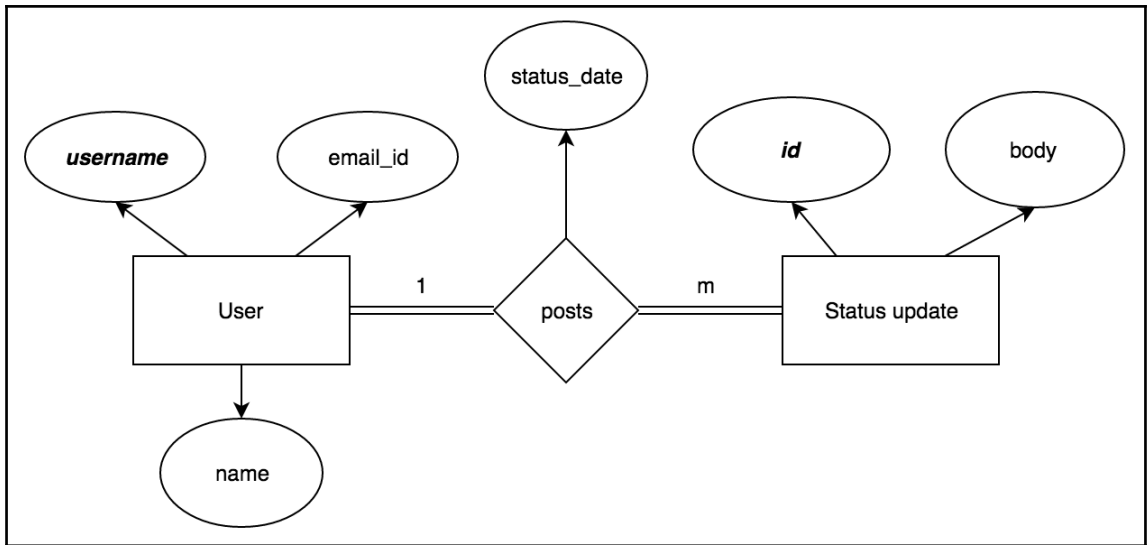 status_date
username
email_id
id
body
1
m
User
posts
Status update
name